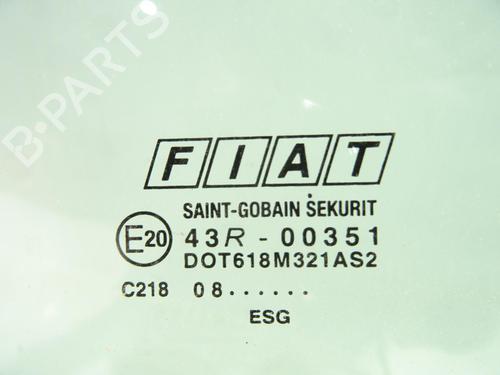 B-PARTS
FIAT
SAINT-GOBAIN SEKURIT
E20 43R - 00351
DOT618M321AS2
C218 08......
ESG